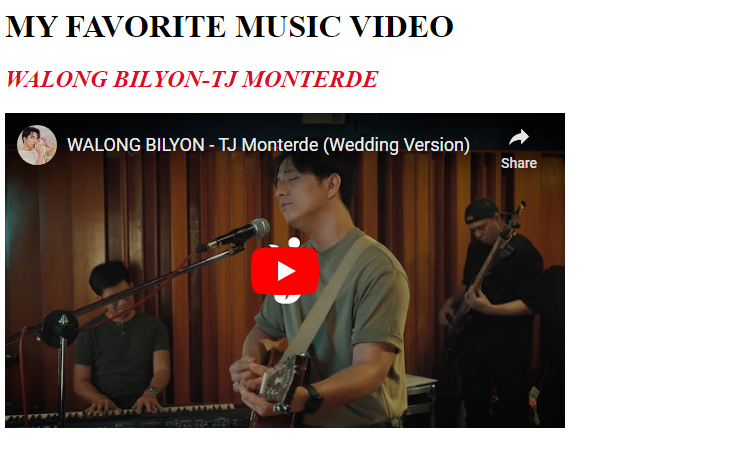 MY FAVORITE MUSIC VIDEO
WALONG BILYON-TJ MONTERDE
WALONG BILYON - TJ Monterde (Wedding Version)
Share